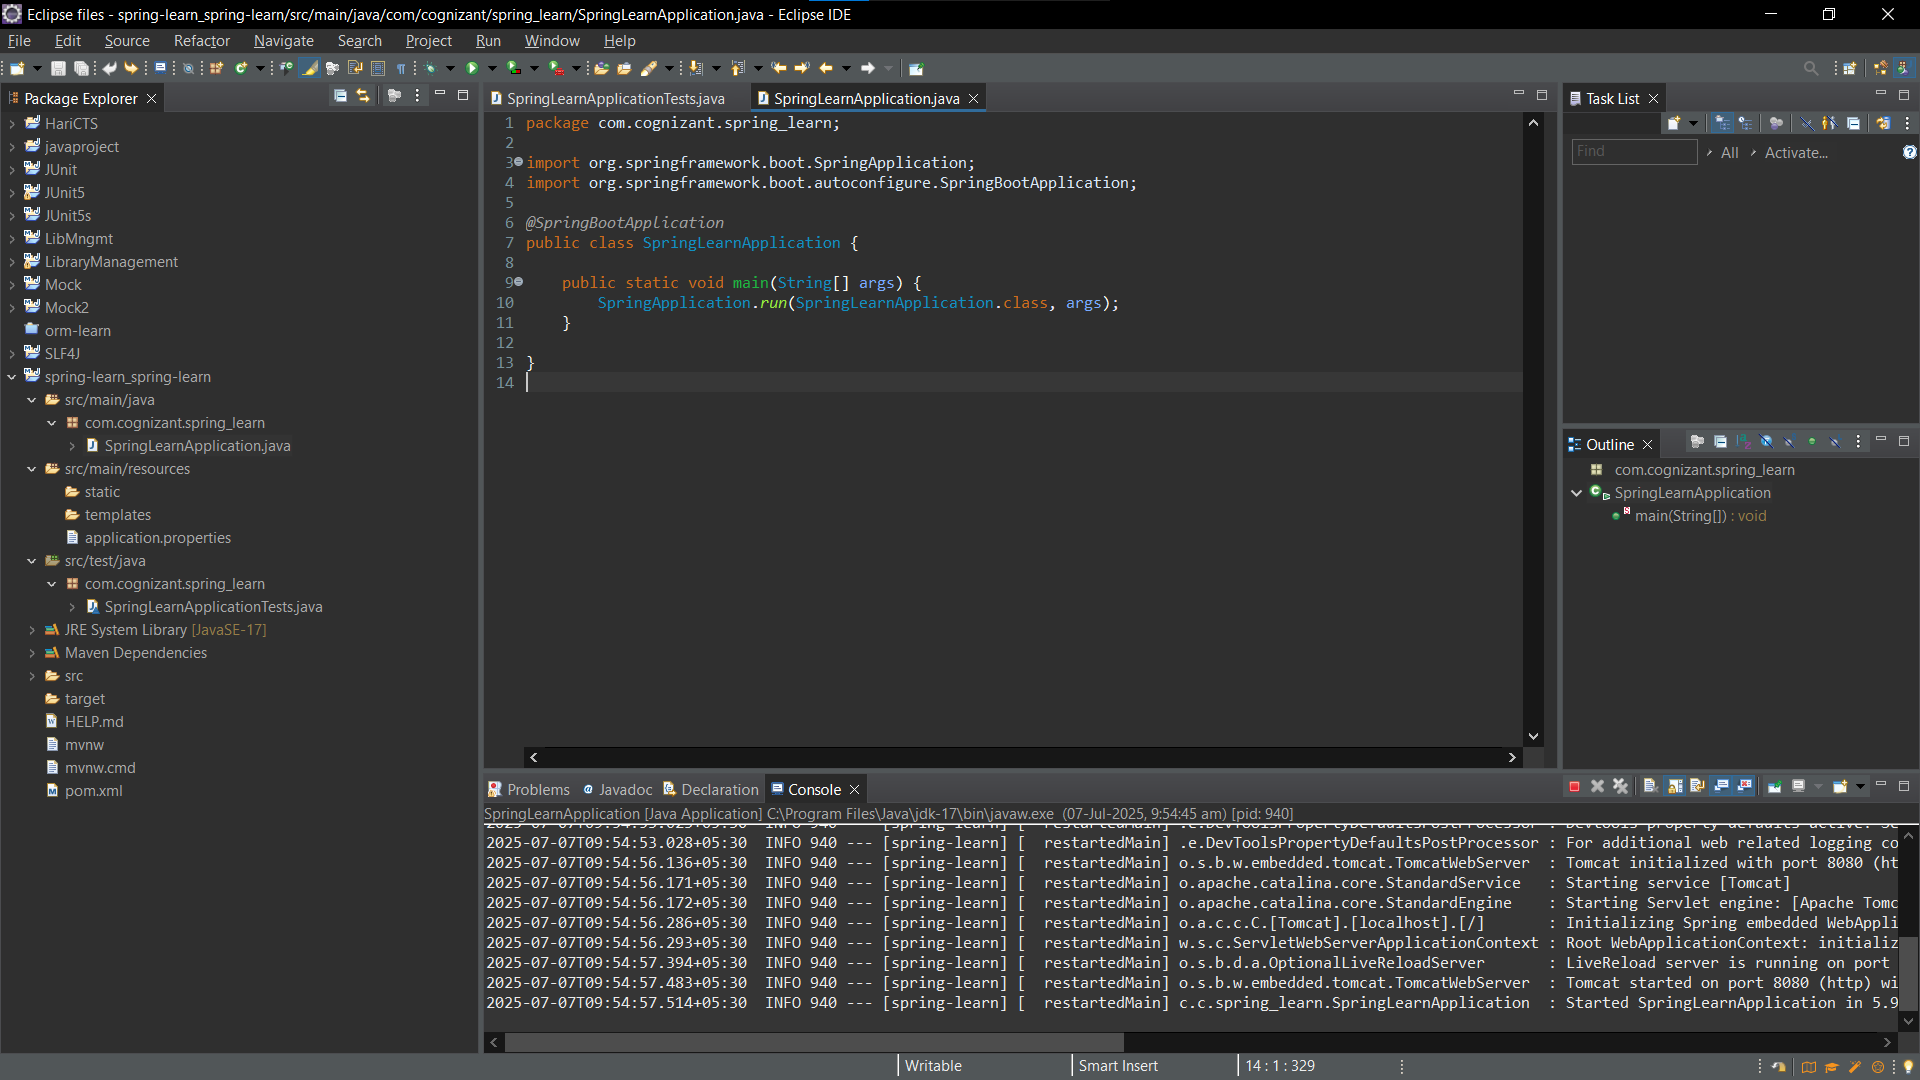 Eclipse files - spring-learn_spring-learn/src/main/java/com/cognizant/spring_learn/SpringLearnApplication.java - Eclipse IDE
File Edit Source Refactor Navigate Search Project Run Window Help
Package Explorer
HariCTS
javaproject
JUnit
JUnit5
JUnit5s
LibMngmt
LibraryManagement
Mock
Mock2
orm-learn
SLF4J
spring-learn_spring-learn
src/main/java
com.cognizant.spring_learn
SpringLearnApplication.java
src/main/resources
static
templates
application.properties
src/test/java
com.cognizant.spring_learn
SpringLearnApplicationTests.java
JRE System Library [JavaSE-17]
Maven Dependencies
src
target
HELP.md
mvnw
mvnw.cmd
pom.xml
SpringLearnApplicationTests.java SpringLearnApplication.java
1 package com.cognizant.spring_learn;
2
3 import org.springframework.boot.SpringApplication;
4 import org.springframework.boot.autoconfigure.SpringBootApplication;
5
6 @SpringBootApplication
7 public class SpringLearnApplication {
8
9 public static void main(String[] args) {
10 SpringApplication.run(SpringLearnApplication.class, args);
11 }
12
13 }
14
Task List
Find All Activate...
Outline
com.cognizant.spring_learn
SpringLearnApplication
main(String[]) : void
Problems Javadoc Declaration Console
SpringLearnApplication [Java Application] C:\Program Files\Java\jdk-17\bin\javaw.exe (07-Jul-2025, 9:54:45 am) [pid: 940]
2025-07-07T09:54:53.028+05:30 INFO 940 --- [spring-learn] [ restartedMain] .e.DevToolsPropertyDefaultsPostProcessor : For additional web related logging co
2025-07-07T09:54:56.136+05:30 INFO 940 --- [spring-learn] [ restartedMain] o.s.b.w.embedded.tomcat.TomcatWebServer : Tomcat initialized with port 8080 (ht
2025-07-07T09:54:56.171+05:30 INFO 940 --- [spring-learn] [ restartedMain] o.apache.catalina.core.StandardService : Starting service [Tomcat]
2025-07-07T09:54:56.172+05:30 INFO 940 --- [spring-learn] [ restartedMain] o.apache.catalina.core.StandardEngine : Starting Servlet engine: [Apache Tomc
2025-07-07T09:54:56.286+05:30 INFO 940 --- [spring-learn] [ restartedMain] o.a.c.c.C.[Tomcat].[localhost].[/] : Initializing Spring embedded WebAppli
2025-07-07T09:54:56.293+05:30 INFO 940 --- [spring-learn] [ restartedMain] w.s.c.ServletWebServerApplicationContext : Root WebApplicationContext: initializ
2025-07-07T09:54:57.394+05:30 INFO 940 --- [spring-learn] [ restartedMain] o.s.b.d.a.OptionalLiveReloadServer : LiveReload server is running on port
2025-07-07T09:54:57.483+05:30 INFO 940 --- [spring-learn] [ restartedMain] o.s.b.w.embedded.tomcat.TomcatWebServer : Tomcat started on port 8080 (http) wi
2025-07-07T09:54:57.514+05:30 INFO 940 --- [spring-learn] [ restartedMain] c.c.spring_learn.SpringLearnApplication : Started SpringLearnApplication in 5.9
Writable Smart Insert 14 : 1 : 329